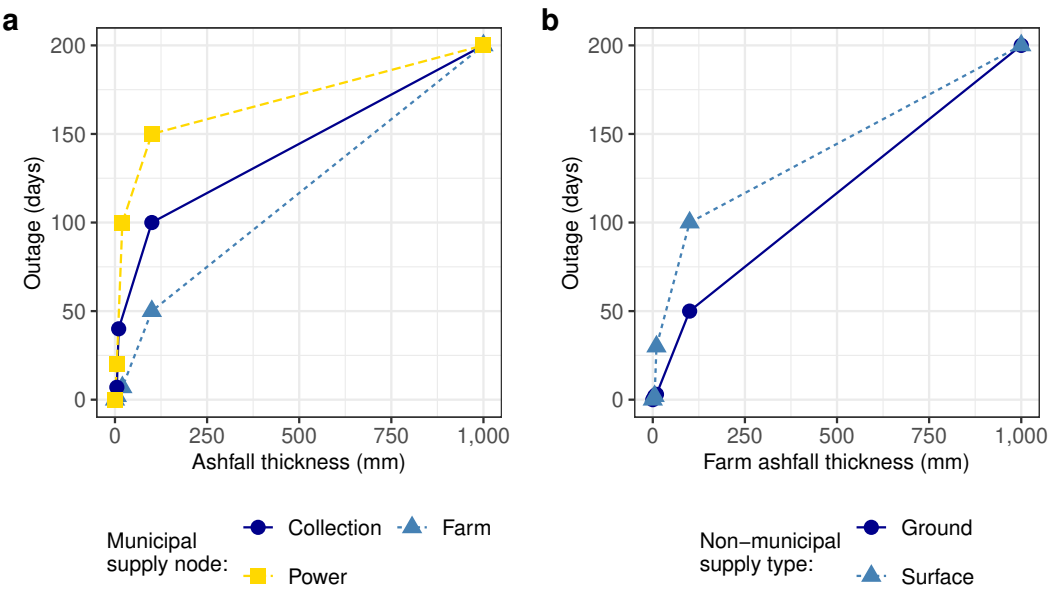 a
b
200
150
100
50
0
Outage (days)
0 250 500 750 1,000
Ashfall thickness (mm)
Municipal
supply node:
Collection
Farm
Power
200
150
100
50
0
Outage (days)
0 250 500 750 1,000
Farm ashfall thickness (mm)
Non−municipal
supply type:
Ground
Surface